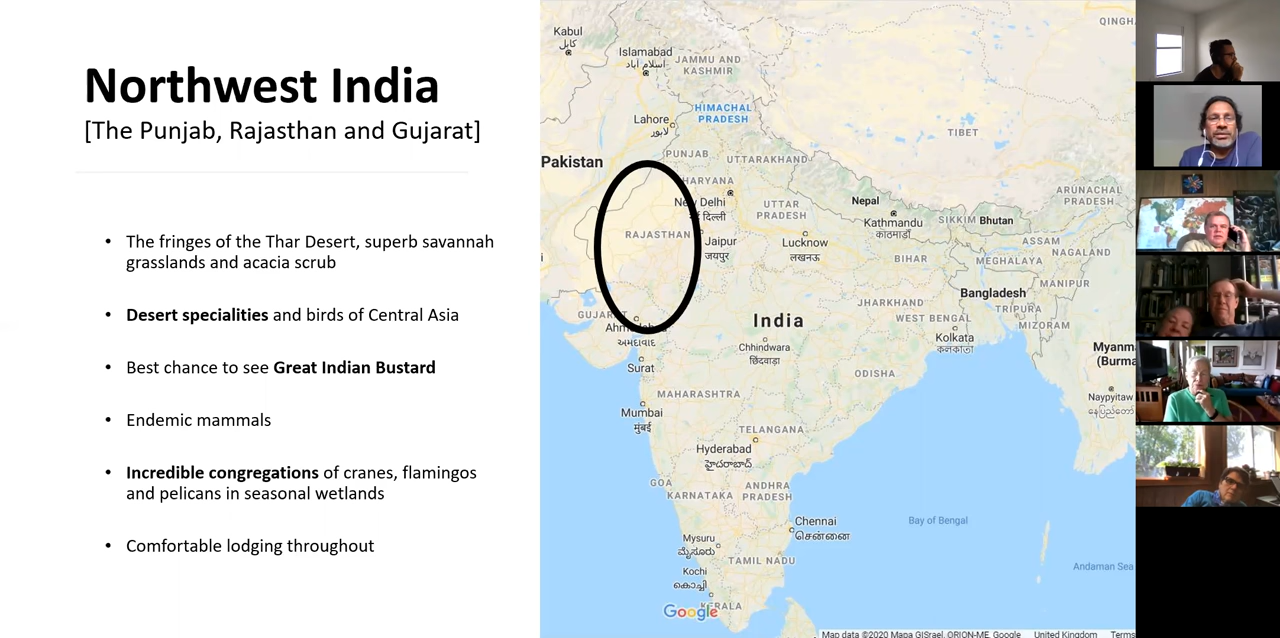 Northwest India
[The Punjab, Rajasthan and Gujarat]
• The fringes of the Thar Desert, superb savannah
grasslands and acacia scrub
• Desert specialities and birds of Central Asia
• Best chance to see Great Indian Bustard
• Endemic mammals
• Incredible congregations of cranes, flamingos
and pelicans in seasonal wetlands
• Comfortable lodging throughout
QINGH
Kabul
کابل
Islamabad
اسلام آباد
JAMMU AND
KASHMIR
HIMACHAL
PRADESH
Lahore
لاہور
TIBET
PUNJAB
UTTARAKHAND
Pakistan
HARYANA
ARUNACHAL
PRADESH
New Delhi
दिल्ली
UTTAR
PRADESH
Nepal
Kathmandu
काठमाडौं
SIKKIM
Bhutan
RAJASTHAN
Jaipur
जयपुर
Lucknow
लखनऊ
ASSAM
NAGALAND
BIHAR
MEGHALAYA
MANIPUR
JHARKHAND
Bangladesh
TRIPURA
WEST BENGAL
MIZORAM
GUJARAT
Ahmedabad
અમદાવાદ
India
Kolkata
কলকাতা
Chhindwara
छिंदवाड़ा
Myanm
(Burma
Surat
ODISHA
MAHARASHTRA
Naypyitaw
နေပြည်တော်
Mumbai
मुंबई
TELANGANA
Hyderabad
హైదరాబాద్
GOA
KARNATAKA
ANDHRA
PRADESH
Chennai
சென்னை
Bay of Bengal
Mysuru
ಮೈಸೂರು
TAMIL NADU
Kochi
കൊച്ചി
Andaman Sea
KERALA
Google
Map data ©2020 Mapa GISrael, ORION-ME, Google United Kingdom Terms